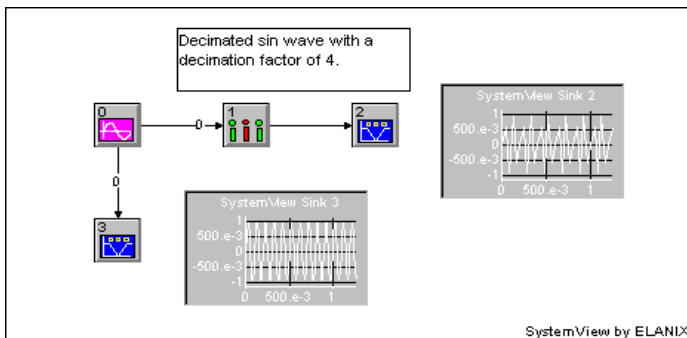 Decimated sin wave with a
decimation factor of 4.
0
0
1
2
0
3
SystemView Sink 2
1
500.e-3
0
-500.e-3
-1
0 500.e-3 1
SystemView Sink 3
1
500.e-3
0
-500.e-3
-1
0 500.e-3 1
SystemView by ELANIX